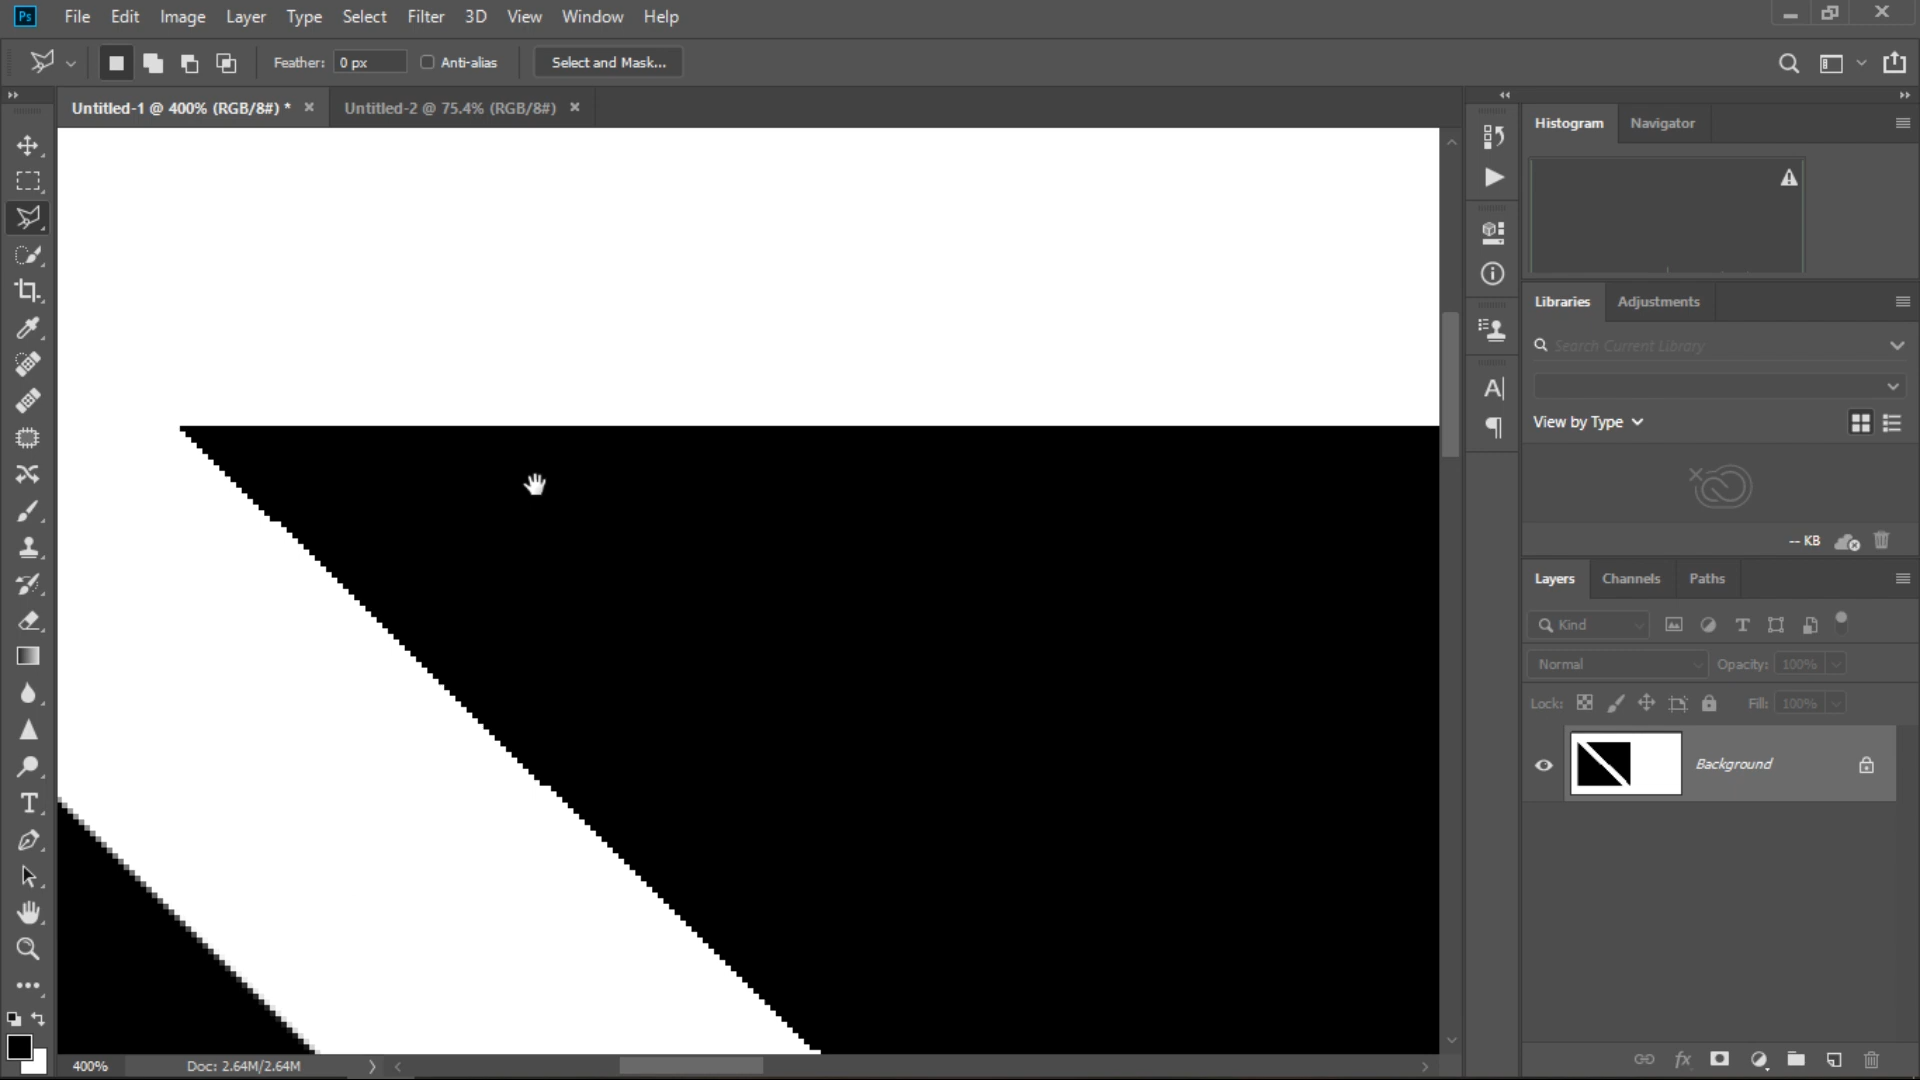 Ps File Edit Image Layer Type Select Filter 3D View Window Help
Feather: 0 px Anti-alias Select and Mask...
Untitled-1 @ 400% (RGB/8#) * × Untitled-2 @ 75.4% (RGB/8#) ×
Histogram Navigator
Libraries Adjustments
Search Current Library
View by Type
-- KB
Layers Channels Paths
Kind
Normal Opacity: 100%
Lock: Fill: 100%
Background
400% Doc: 2.64M/2.64M